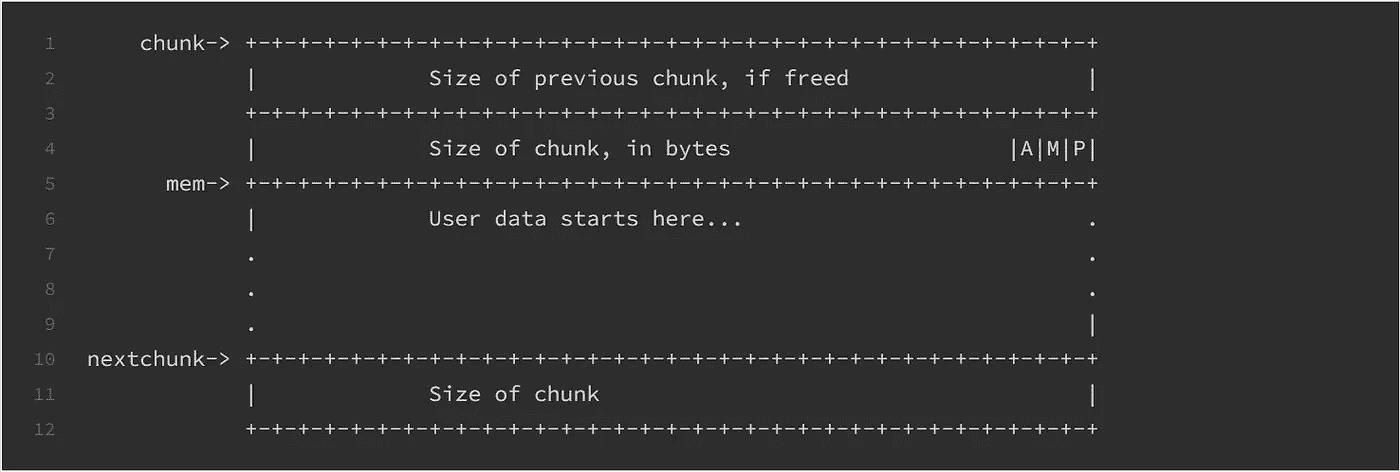 1 chunk-> +-+-+-+-+-+-+-+-+-+-+-+-+-+-+-+-+-+-+-+-+-+-+-+-+-+-+-+-+-+-+-+-+
2 | Size of previous chunk, if freed |
3 +-+-+-+-+-+-+-+-+-+-+-+-+-+-+-+-+-+-+-+-+-+-+-+-+-+-+-+-+-+-+-+-+
4 | Size of chunk, in bytes |A|M|P|
5 mem-> +-+-+-+-+-+-+-+-+-+-+-+-+-+-+-+-+-+-+-+-+-+-+-+-+-+-+-+-+-+-+-+-+
6 | User data starts here... .
7 . .
8 . .
9 . |
10 nextchunk-> +-+-+-+-+-+-+-+-+-+-+-+-+-+-+-+-+-+-+-+-+-+-+-+-+-+-+-+-+-+-+-+-+
11 | Size of chunk |
12 +-+-+-+-+-+-+-+-+-+-+-+-+-+-+-+-+-+-+-+-+-+-+-+-+-+-+-+-+-+-+-+-+